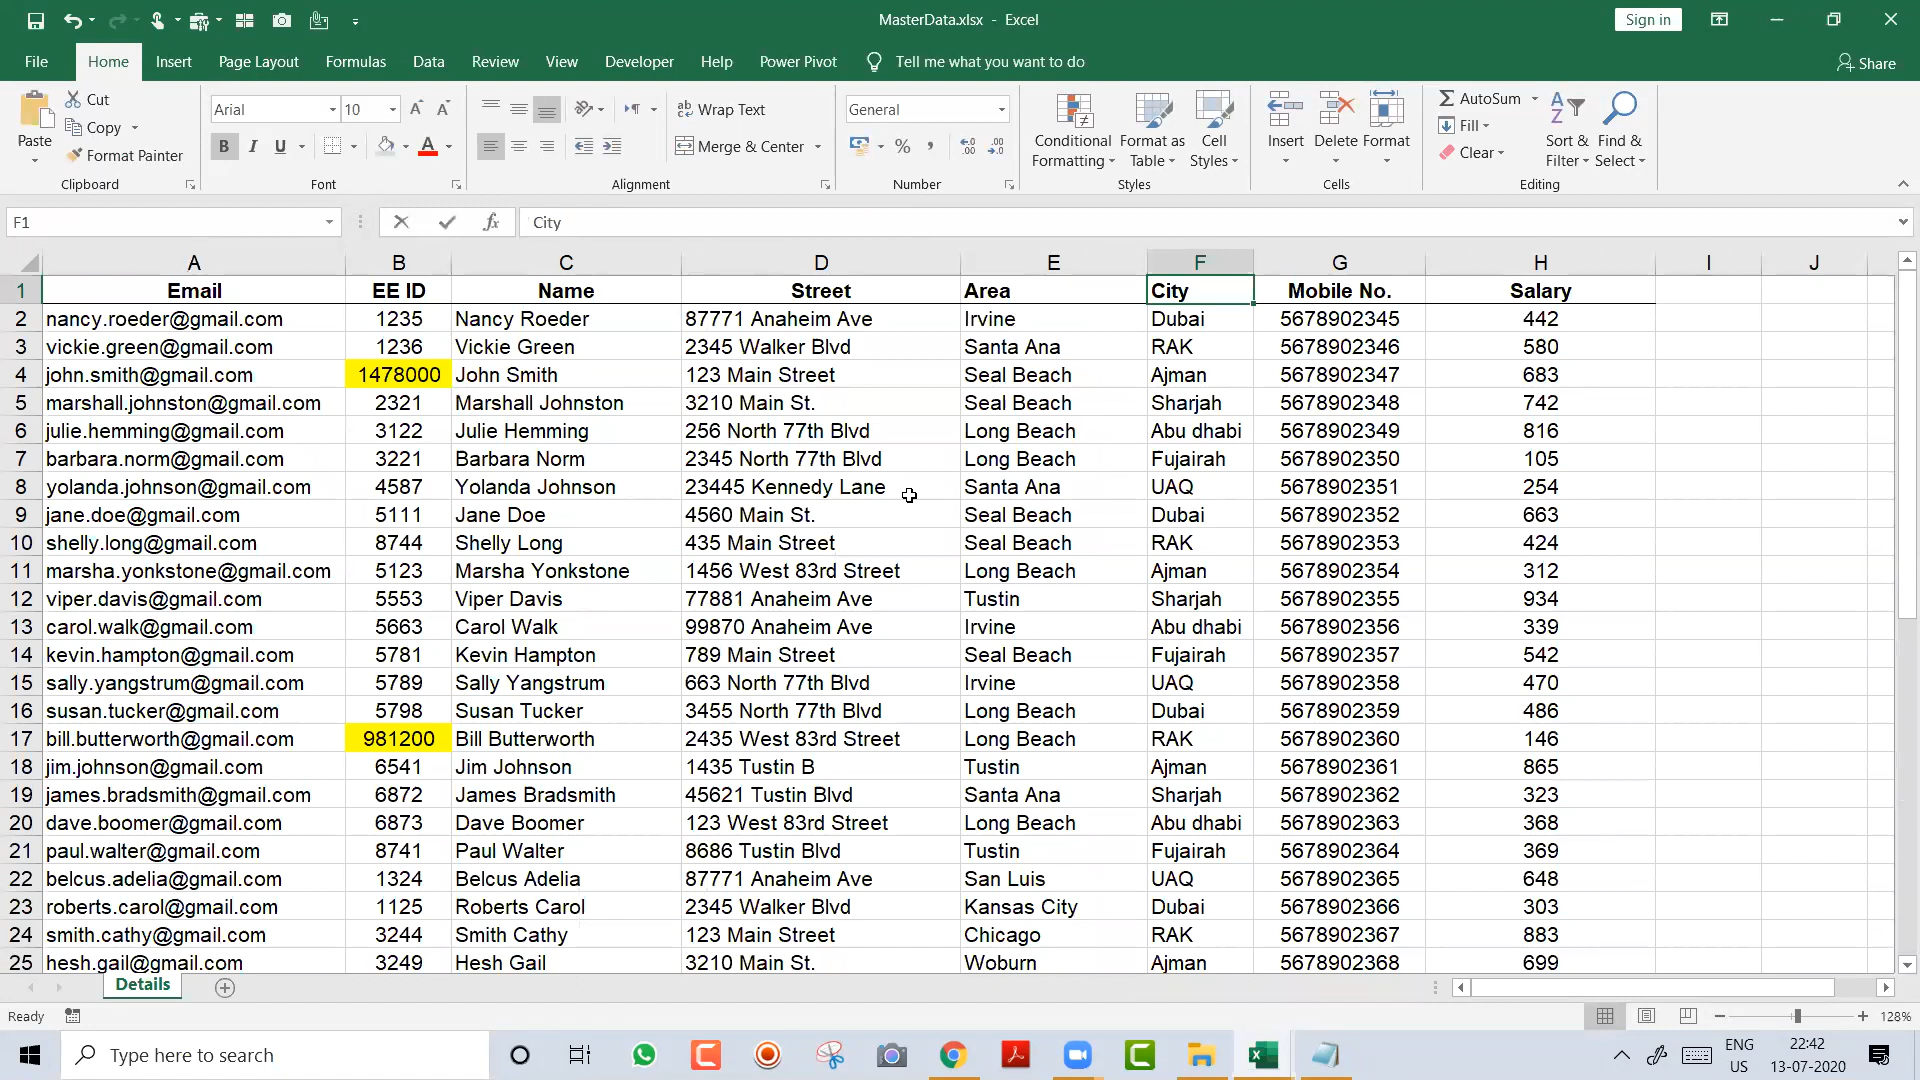 MasterData.xlsx - Excel
Sign in
File Home Insert Page Layout Formulas Data Review View Developer Help Power Pivot Tell me what you want to do Share
Paste Cut Copy Format Painter Clipboard
Arial 10 B I U A Font
Wrap Text Merge & Center Alignment
General % Number
Conditional Formatting Format as Table Cell Styles Styles
Insert Delete Format Cells
AutoSum Fill Clear Sort & Filter Find & Select Editing
F1 fx City
A B C D E F G H I J
1 Email EE ID Name Street Area City Mobile No. Salary
2 nancy.roeder@gmail.com 1235 Nancy Roeder 87771 Anaheim Ave Irvine Dubai 5678902345 442
3 vickie.green@gmail.com 1236 Vickie Green 2345 Walker Blvd Santa Ana RAK 5678902346 580
4 john.smith@gmail.com 1478000 John Smith 123 Main Street Seal Beach Ajman 5678902347 683
5 marshall.johnston@gmail.com 2321 Marshall Johnston 3210 Main St. Seal Beach Sharjah 5678902348 742
6 julie.hemming@gmail.com 3122 Julie Hemming 256 North 77th Blvd Long Beach Abu dhabi 5678902349 816
7 barbara.norm@gmail.com 3221 Barbara Norm 2345 North 77th Blvd Long Beach Fujairah 5678902350 105
8 yolanda.johnson@gmail.com 4587 Yolanda Johnson 23445 Kennedy Lane Santa Ana UAQ 5678902351 254
9 jane.doe@gmail.com 5111 Jane Doe 4560 Main St. Seal Beach Dubai 5678902352 663
10 shelly.long@gmail.com 8744 Shelly Long 435 Main Street Seal Beach RAK 5678902353 424
11 marsha.yonkstone@gmail.com 5123 Marsha Yonkstone 1456 West 83rd Street Long Beach Ajman 5678902354 312
12 viper.davis@gmail.com 5553 Viper Davis 77881 Anaheim Ave Tustin Sharjah 5678902355 934
13 carol.walk@gmail.com 5663 Carol Walk 99870 Anaheim Ave Irvine Abu dhabi 5678902356 339
14 kevin.hampton@gmail.com 5781 Kevin Hampton 789 Main Street Seal Beach Fujairah 5678902357 542
15 sally.yangstrum@gmail.com 5789 Sally Yangstrum 663 North 77th Blvd Irvine UAQ 5678902358 470
16 susan.tucker@gmail.com 5798 Susan Tucker 3455 North 77th Blvd Long Beach Dubai 5678902359 486
17 bill.butterworth@gmail.com 981200 Bill Butterworth 2435 West 83rd Street Long Beach RAK 5678902360 146
18 jim.johnson@gmail.com 6541 Jim Johnson 1435 Tustin B Tustin Ajman 5678902361 865
19 james.bradsmith@gmail.com 6872 James Bradsmith 45621 Tustin Blvd Santa Ana Sharjah 5678902362 323
20 dave.boomer@gmail.com 6873 Dave Boomer 123 West 83rd Street Long Beach Abu dhabi 5678902363 368
21 paul.walter@gmail.com 8741 Paul Walter 8686 Tustin Blvd Tustin Fujairah 5678902364 369
22 belcus.adelia@gmail.com 1324 Belcus Adelia 87771 Anaheim Ave San Luis UAQ 5678902365 648
23 roberts.carol@gmail.com 1125 Roberts Carol 2345 Walker Blvd Kansas City Dubai 5678902366 303
24 smith.cathy@gmail.com 3244 Smith Cathy 123 Main Street Chicago RAK 5678902367 883
25 hesh.gail@gmail.com 3249 Hesh Gail 3210 Main St. Woburn Ajman 5678902368 699
Details
Ready 128%
Type here to search
ENG US
22:42
13-07-2020